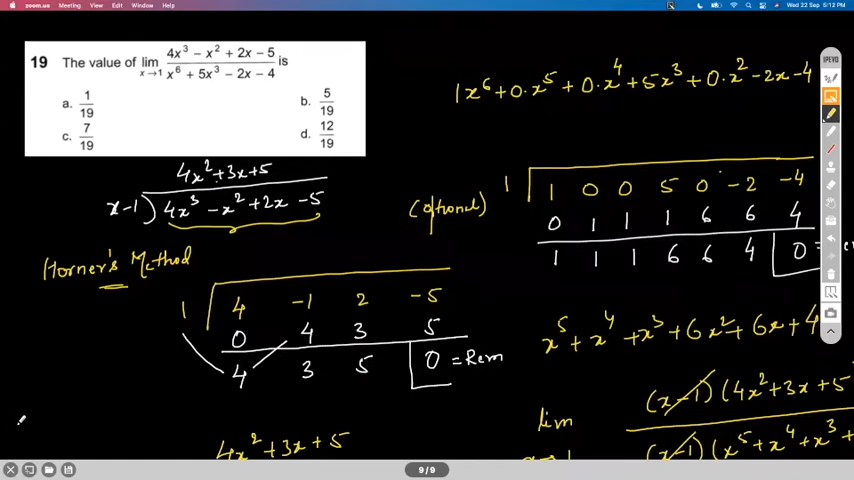 zoom.us Meeting View Edit Window Help
Wed 22 Sep 5:12 PM
19 The value of lim x→1 (4x³ − x² + 2x − 5)/(x⁶ + 5x³ − 2x − 4) is
a. 1/19 b. 5/19
c. 7/19 d. 12/19
1x⁶+0·x⁵+0·x⁴+5x³+0·x²-2x-4
4x²+3x+5
x-1) 4x³-x²+2x-5
(optional)
1 | 1 0 0 5 0 -2 -4
0 1 1 1 6 6 4
1 1 1 6 6 4 0 =
Horner's Method
1 | 4 -1 2 -5
0 4 3 5
4 3 5 0 = Rem
x⁵+x⁴+x³+6x²+6x+4
4x²+3x+5
lim x→1
(x-1)(4x²+3x+5
(x-1)(x⁵+x⁴+x³+
IPEVO
9/9